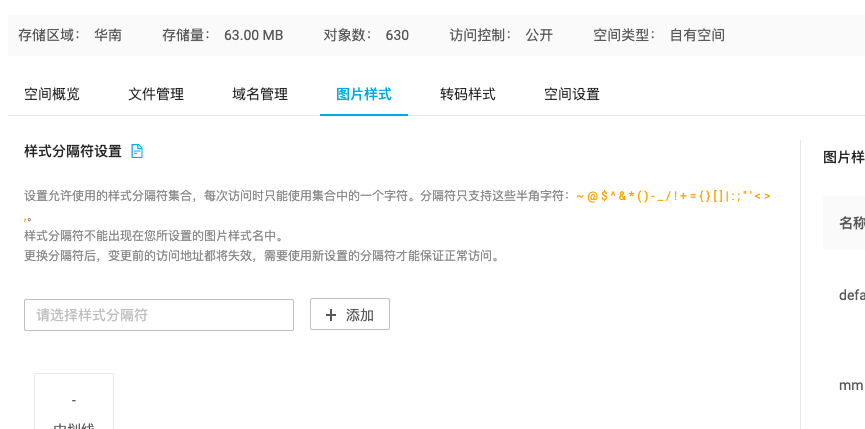 存储区域： 华南 存储量： 63.00 MB 对象数： 630 访问控制： 公开 空间类型： 自有空间
空间概览 文件管理 域名管理 图片样式 转码样式 空间设置
样式分隔符设置
图片样
设置允许使用的样式分隔符集合，每次访问时只能使用集合中的一个字符。分隔符只支持这些半角字符：~ @ $ ^ & * ( ) - _ / ! + = { } [ ] | : ; " ' < >
,。
样式分隔符不能出现在您所设置的图片样式名中。
更换分隔符后，变更前的访问地址都将失效，需要使用新设置的分隔符才能保证正常访问。
名称
defa
请选择样式分隔符 + 添加
mm
-
中划线